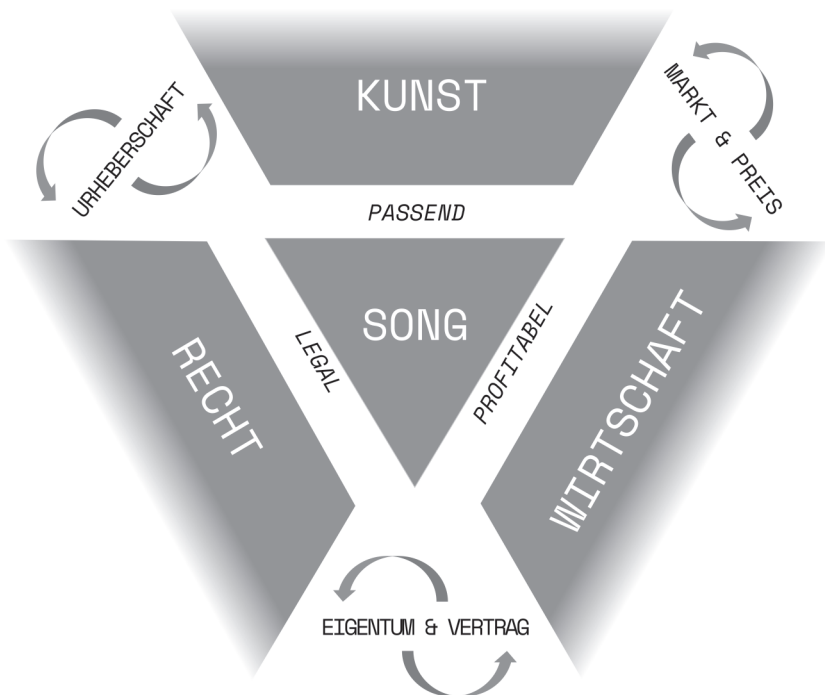 KUNST
URHEBERSCHAFT
MARKT & PREIS
PASSEND
SONG
LEGAL
PROFITABEL
RECHT
WIRTSCHAFT
EIGENTUM & VERTRAG